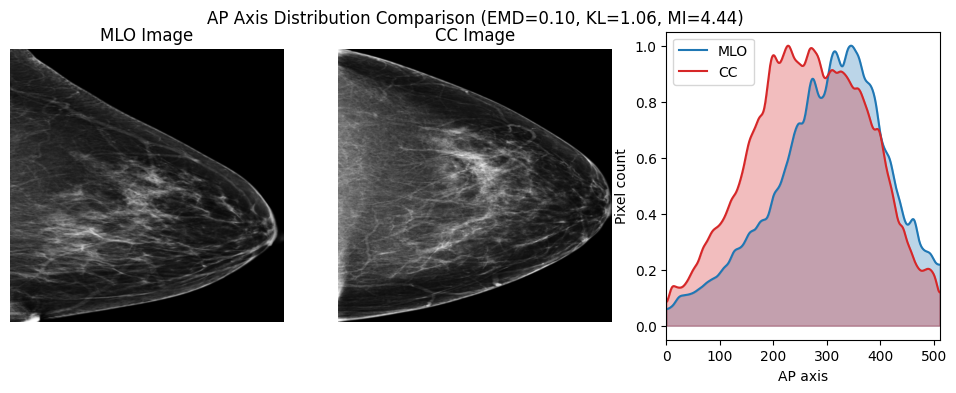 AP Axis Distribution Comparison (EMD=0.10, KL=1.06, MI=4.44)
MLO Image
CC Image
MLO
CC
Pixel count
1.0
0.8
0.6
0.4
0.2
0.0
0 100 200 300 400 500
AP axis